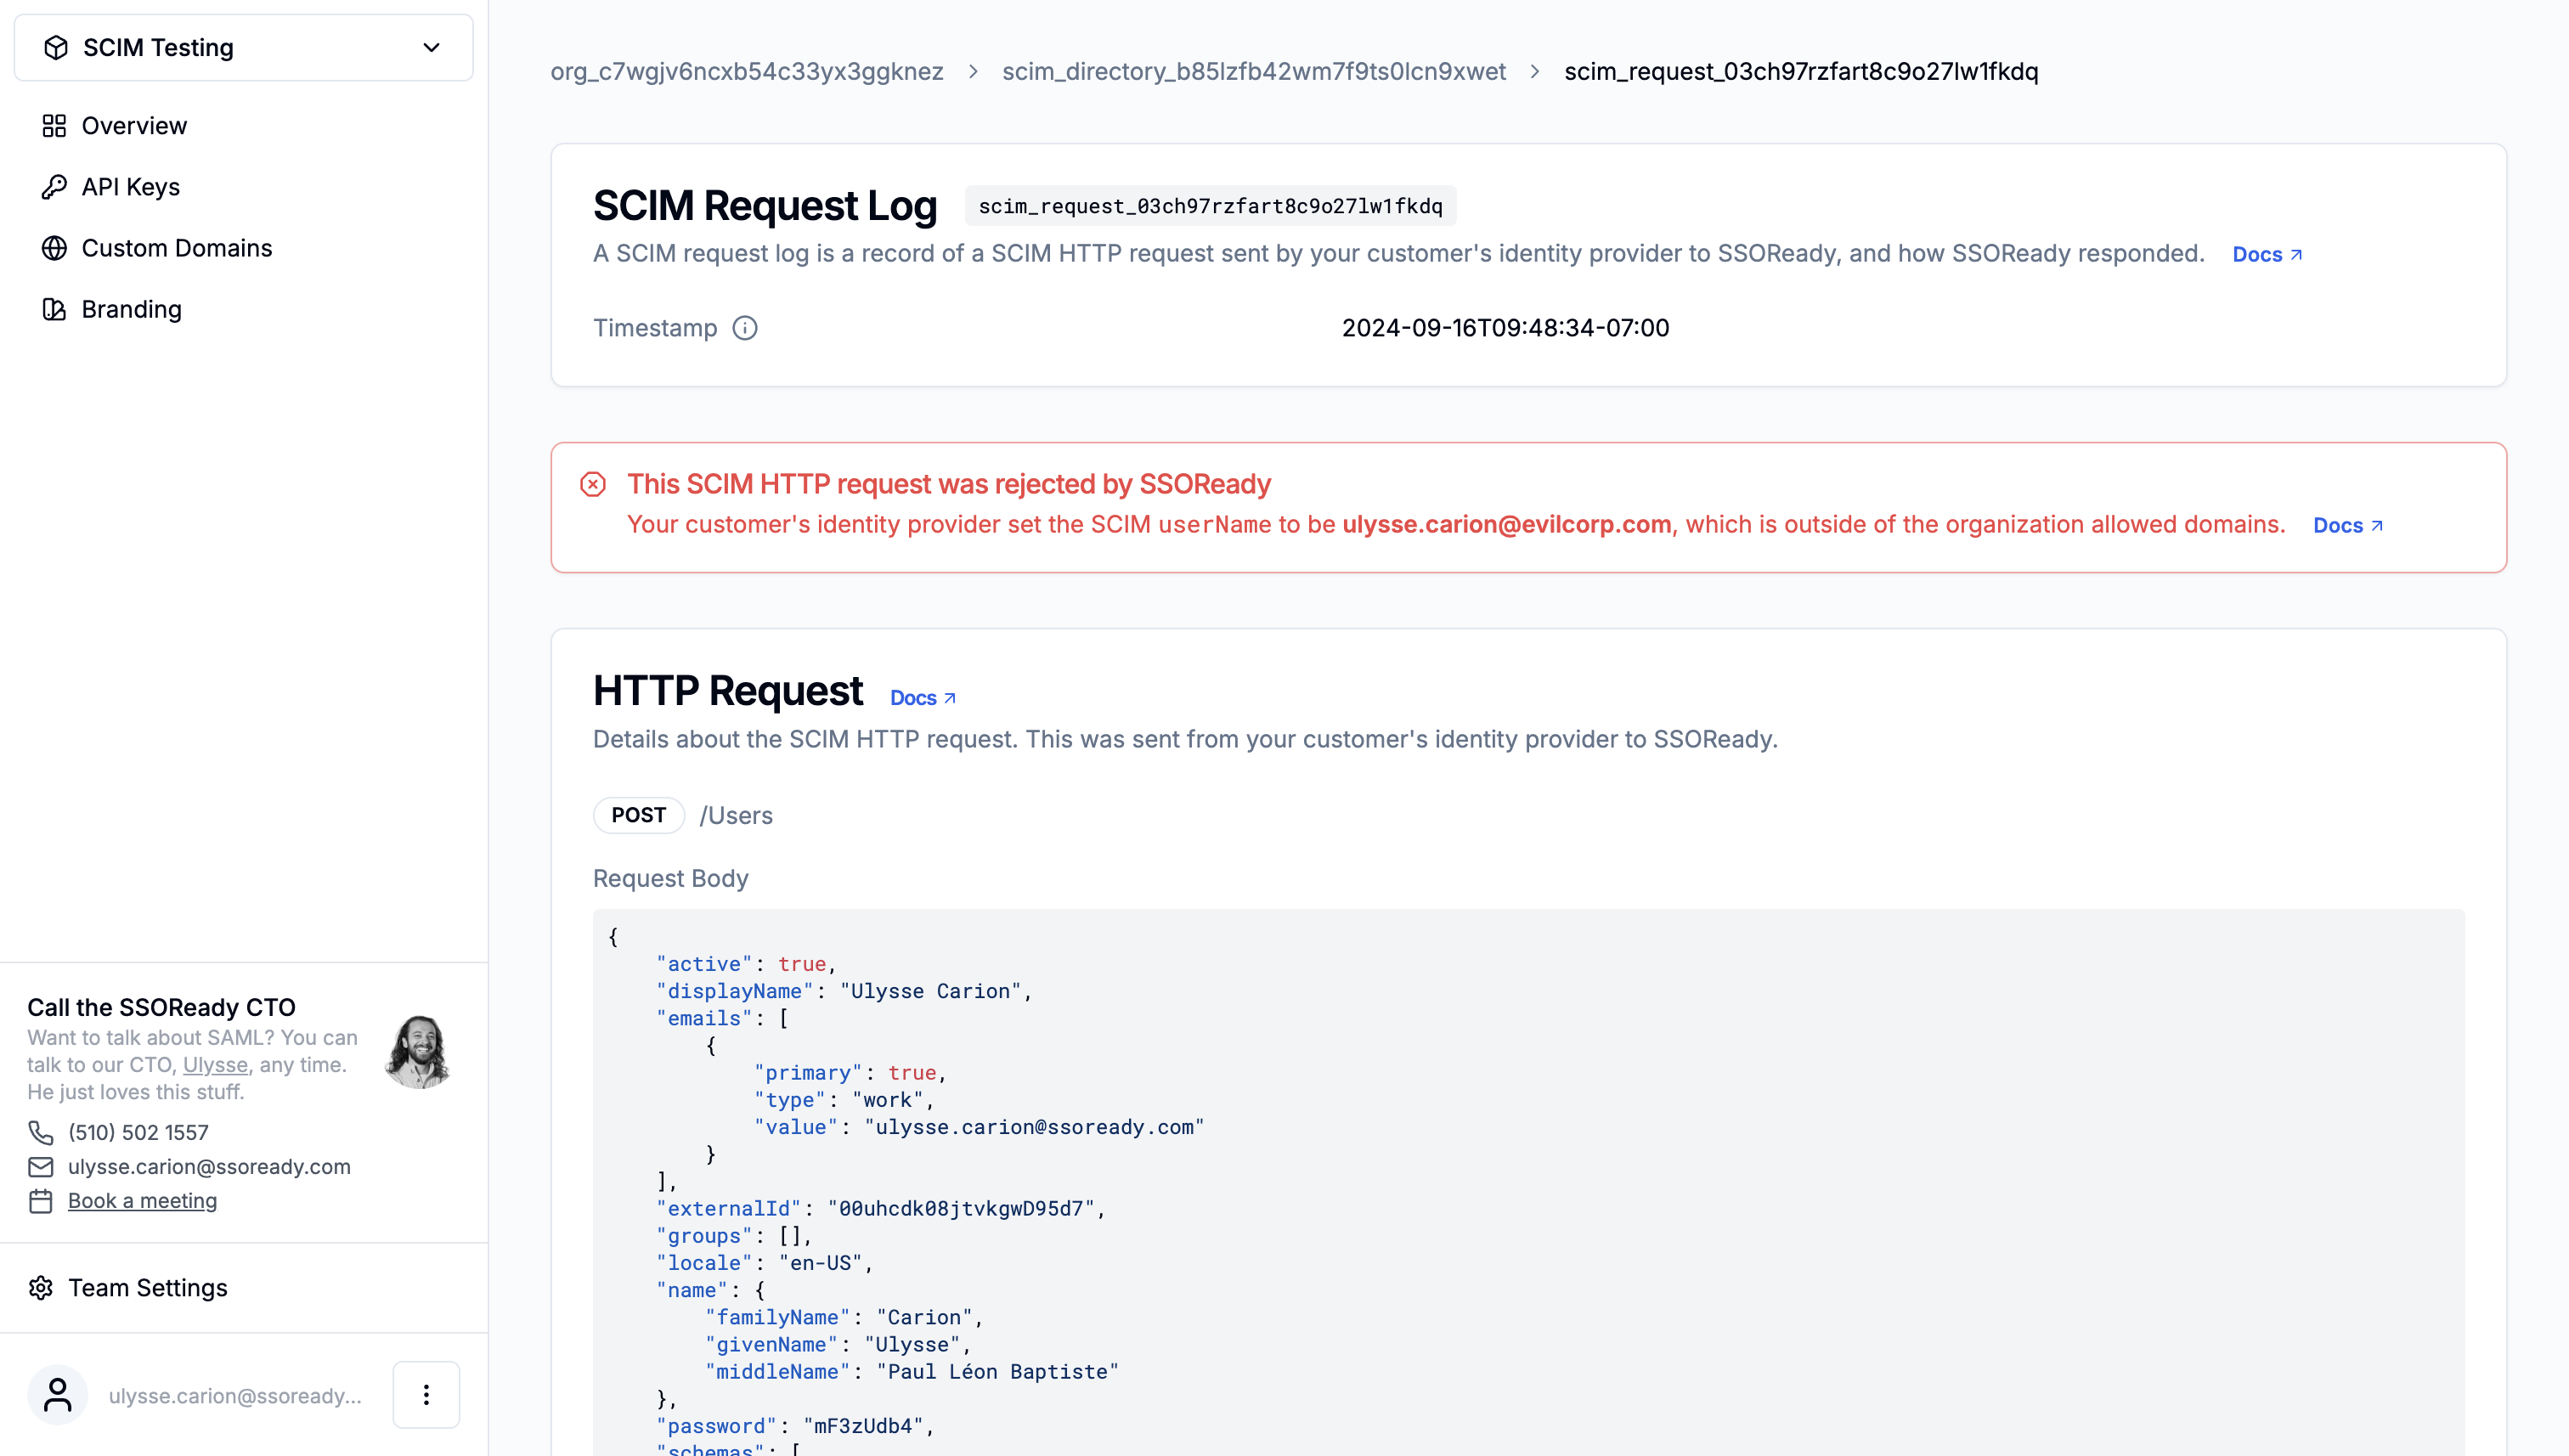 SCIM Testing
Overview
API Keys
Custom Domains
Branding
Call the SSOReady CTO
Want to talk about SAML? You can
talk to our CTO, Ulysse, any time.
He just loves this stuff.
(510) 502 1557
ulysse.carion@ssoready.com
Book a meeting
Team Settings
ulysse.carion@ssoready...
org_c7wgjv6ncxb54c33yx3ggknez > scim_directory_b85lzfb42wm7f9ts0lcn9xwet > scim_request_03ch97rzfart8c9o27lw1fkdq
SCIM Request Log scim_request_03ch97rzfart8c9o27lw1fkdq
A SCIM request log is a record of a SCIM HTTP request sent by your customer's identity provider to SSOReady, and how SSOReady responded. Docs
Timestamp 2024-09-16T09:48:34-07:00
This SCIM HTTP request was rejected by SSOReady
Your customer's identity provider set the SCIM userName to be ulysse.carion@evilcorp.com, which is outside of the organization allowed domains. Docs
HTTP Request Docs
Details about the SCIM HTTP request. This was sent from your customer's identity provider to SSOReady.
POST /Users
Request Body
{
    "active": true,
    "displayName": "Ulysse Carion",
    "emails": [
        {
            "primary": true,
            "type": "work",
            "value": "ulysse.carion@ssoready.com"
        }
    ],
    "externalId": "00uhcdk08jtvkgwD95d7",
    "groups": [],
    "locale": "en-US",
    "name": {
        "familyName": "Carion",
        "givenName": "Ulysse",
        "middleName": "Paul Léon Baptiste"
    },
    "password": "mF3zUdb4",
    "schemas": [